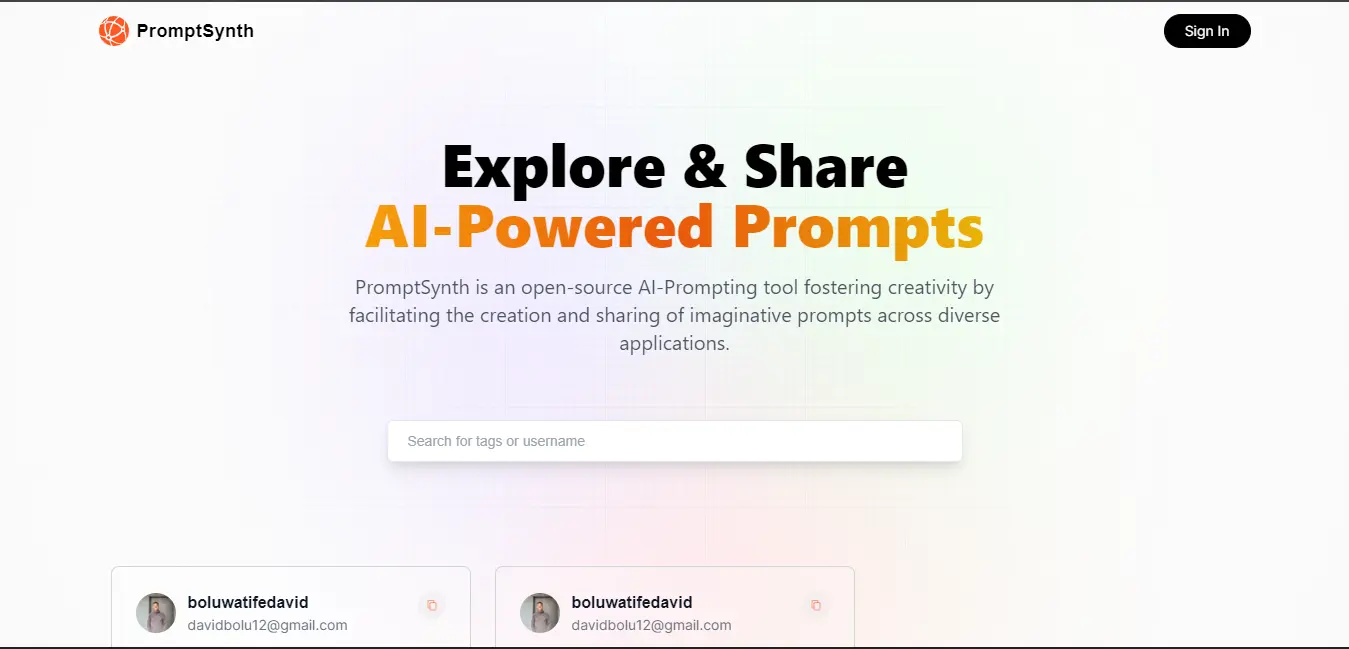 PromptSynth
Sign In
Explore & Share
AI-Powered Prompts
PromptSynth is an open-source AI-Prompting tool fostering creativity by
facilitating the creation and sharing of imaginative prompts across diverse
applications.
Search for tags or username
boluwatifedavid
davidbolu12@gmail.com
boluwatifedavid
davidbolu12@gmail.com